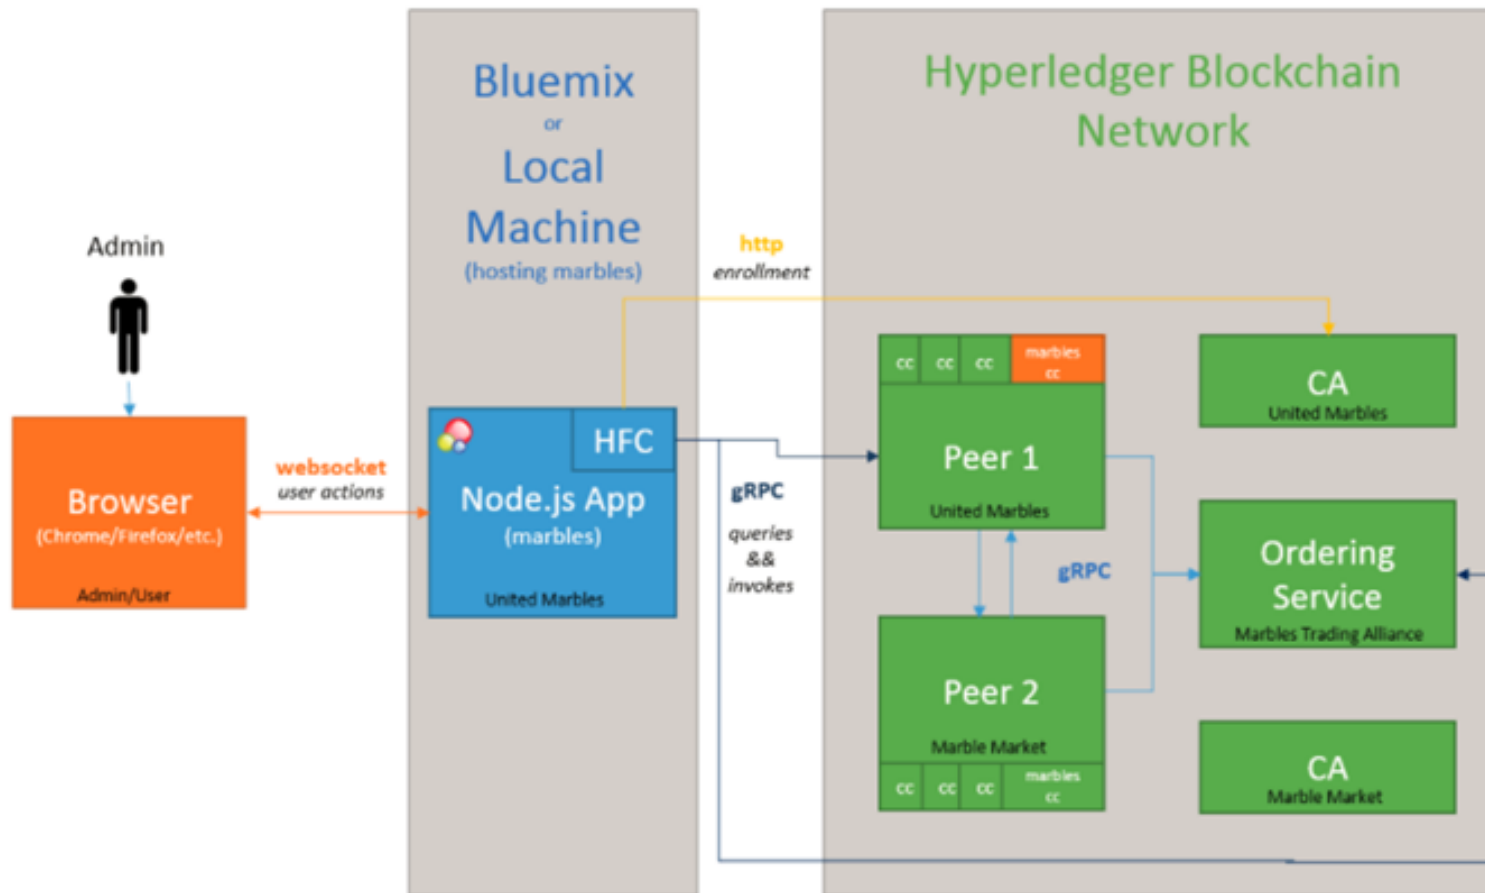 Bluemix
or
Local
Machine
(hosting marbles)
Hyperledger Blockchain
Network
Admin
http
enrollment
cc cc cc marbles
cc
CA
United Marbles
HFC
Peer 1
United Marbles
websocket
user actions
Browser
(Chrome/Firefox/etc.)
Admin/User
Node.js App
(marbles)
United Marbles
gRPC
queries
&&
invokes
gRPC
Ordering
Service
Marbles Trading Alliance
Peer 2
Marble Market
cc cc cc marbles
cc
CA
Marble Market